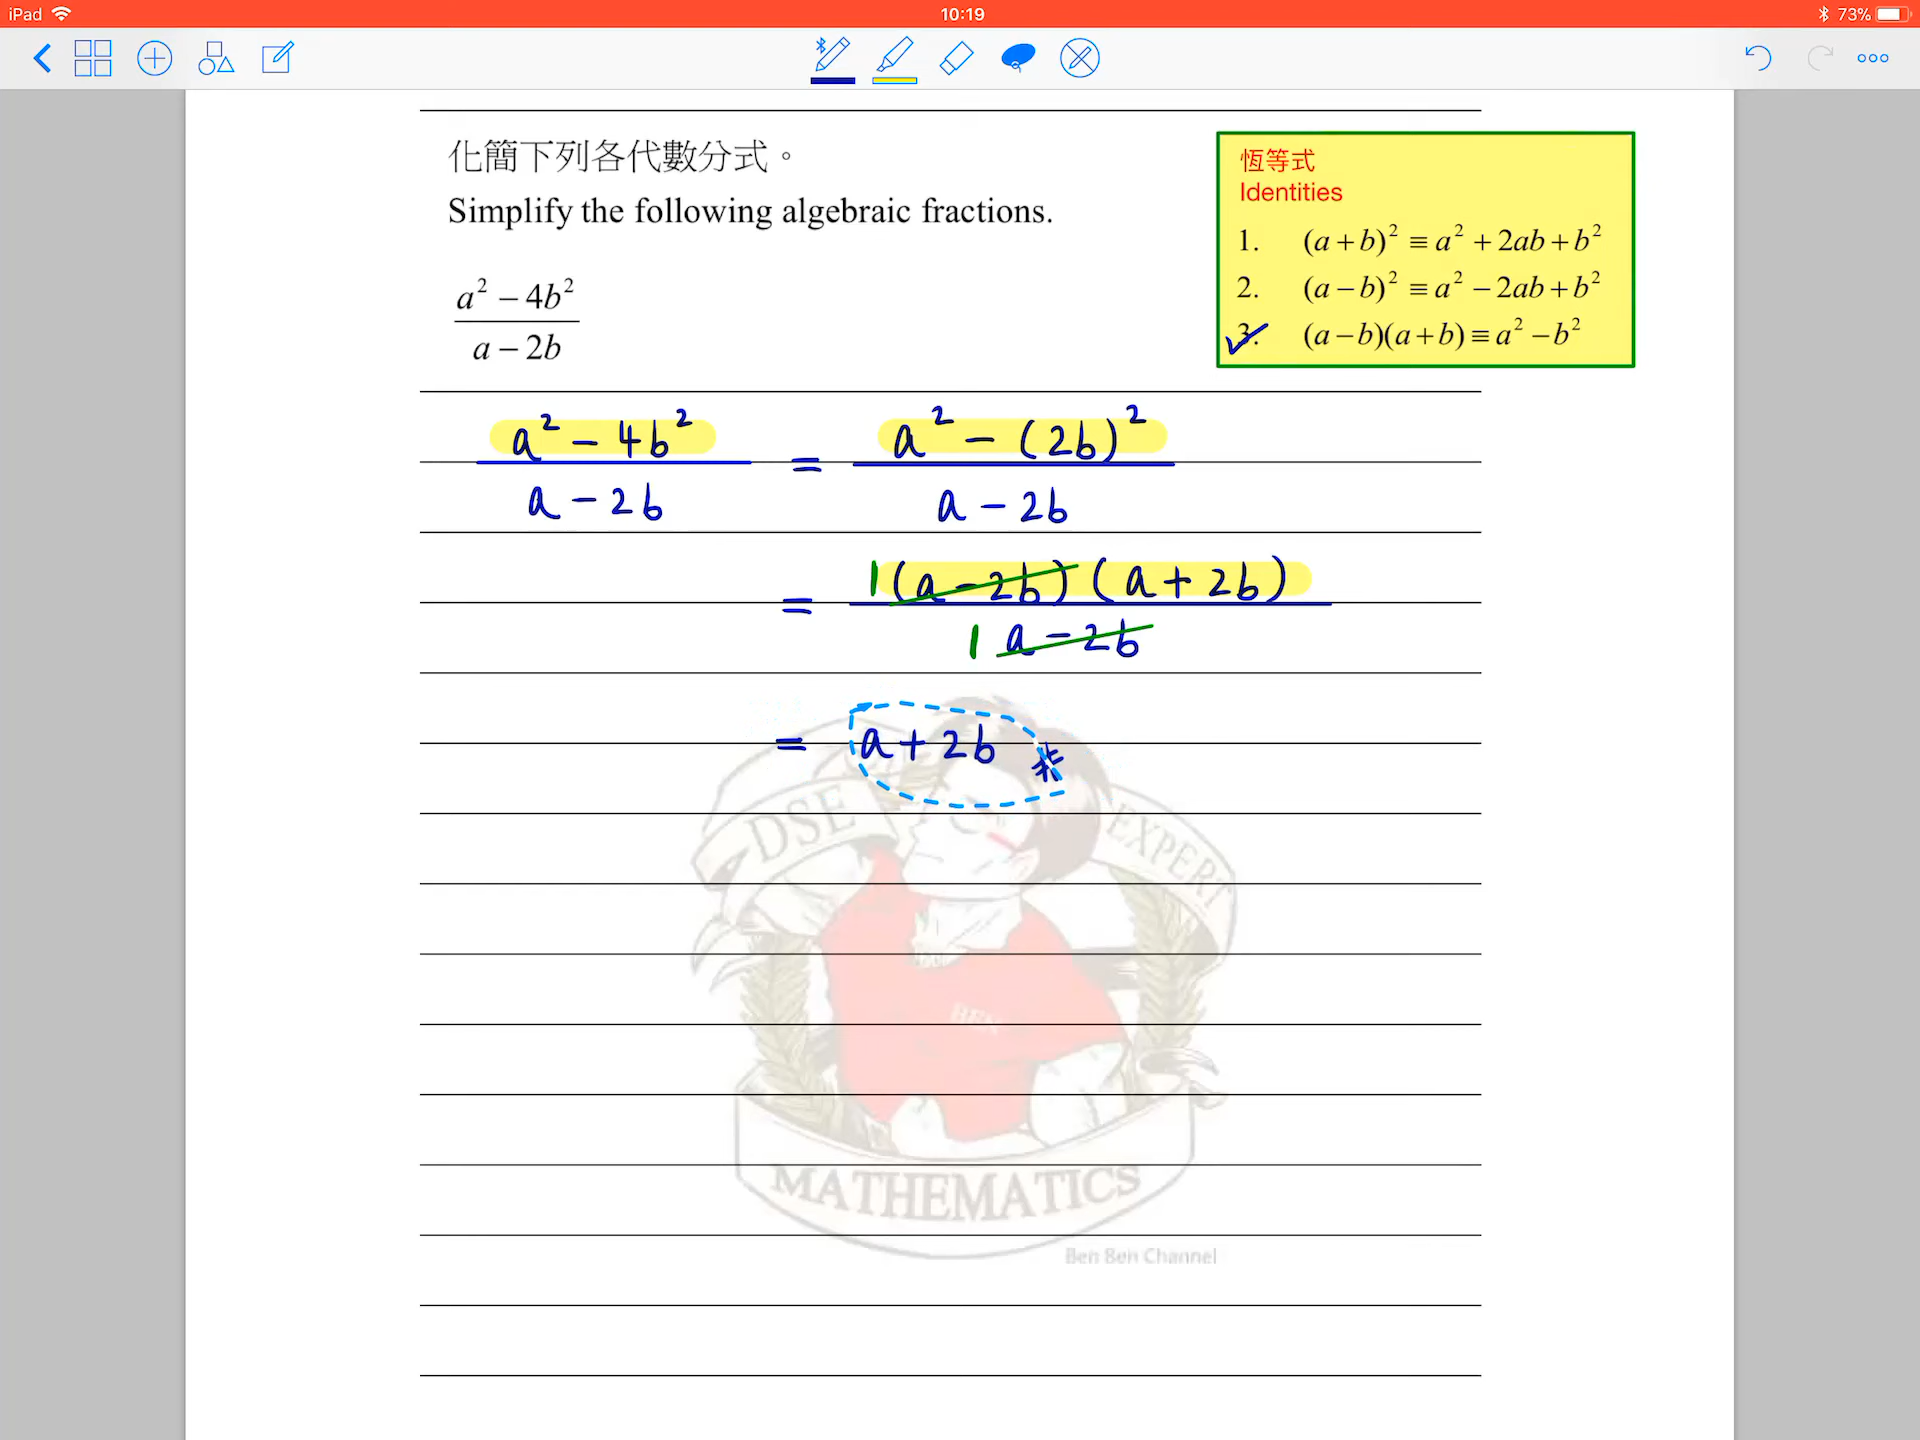 iPad 10:19 73%
化簡下列各代數分式。
Simplify the following algebraic fractions.
a² − 4b²
a − 2b
恆等式
Identities
1. (a + b)² ≡ a² + 2ab + b²
2. (a − b)² ≡ a² − 2ab + b²
3. (a − b)(a + b) ≡ a² − b²
a² − 4b² = a² − (2b)²
a − 2b a − 2b
= 1 (a − 2b) (a + 2b)
1 a − 2b
= a + 2b
DSE EXPERT
BEN
MATHEMATICS
Ben Ben Channel